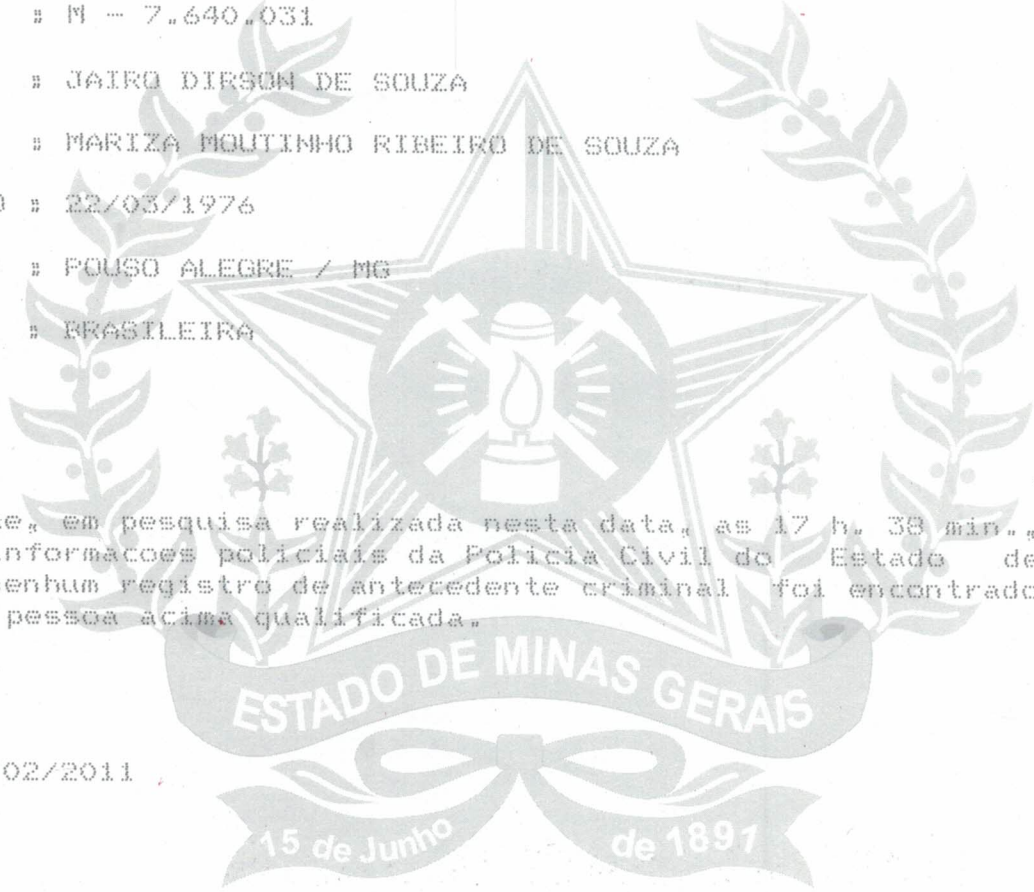 : M - 7.640.031
: JAIRO DIRSON DE SOUZA
: MARIZA MOUTINHO RIBEIRO DE SOUZA
: 22/03/1976
: POUSO ALEGRE / MG
: BRASILEIRA
em pesquisa realizada nesta data, as 17 h. 38 min.,
informacoes policiais da Policia Civil do Estado de
nenhum registro de antecedente criminal foi encontrado
pessoa acima qualificada.
ESTADO DE MINAS GERAIS
02/2011
15 de Junho de 1891